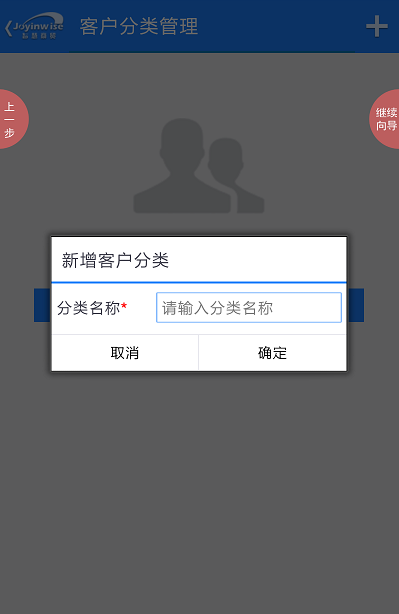 Joyinwise
客户分类管理
上一步
继续
向导
新增客户分类
分类名称*
请输入分类名称
取消
确定